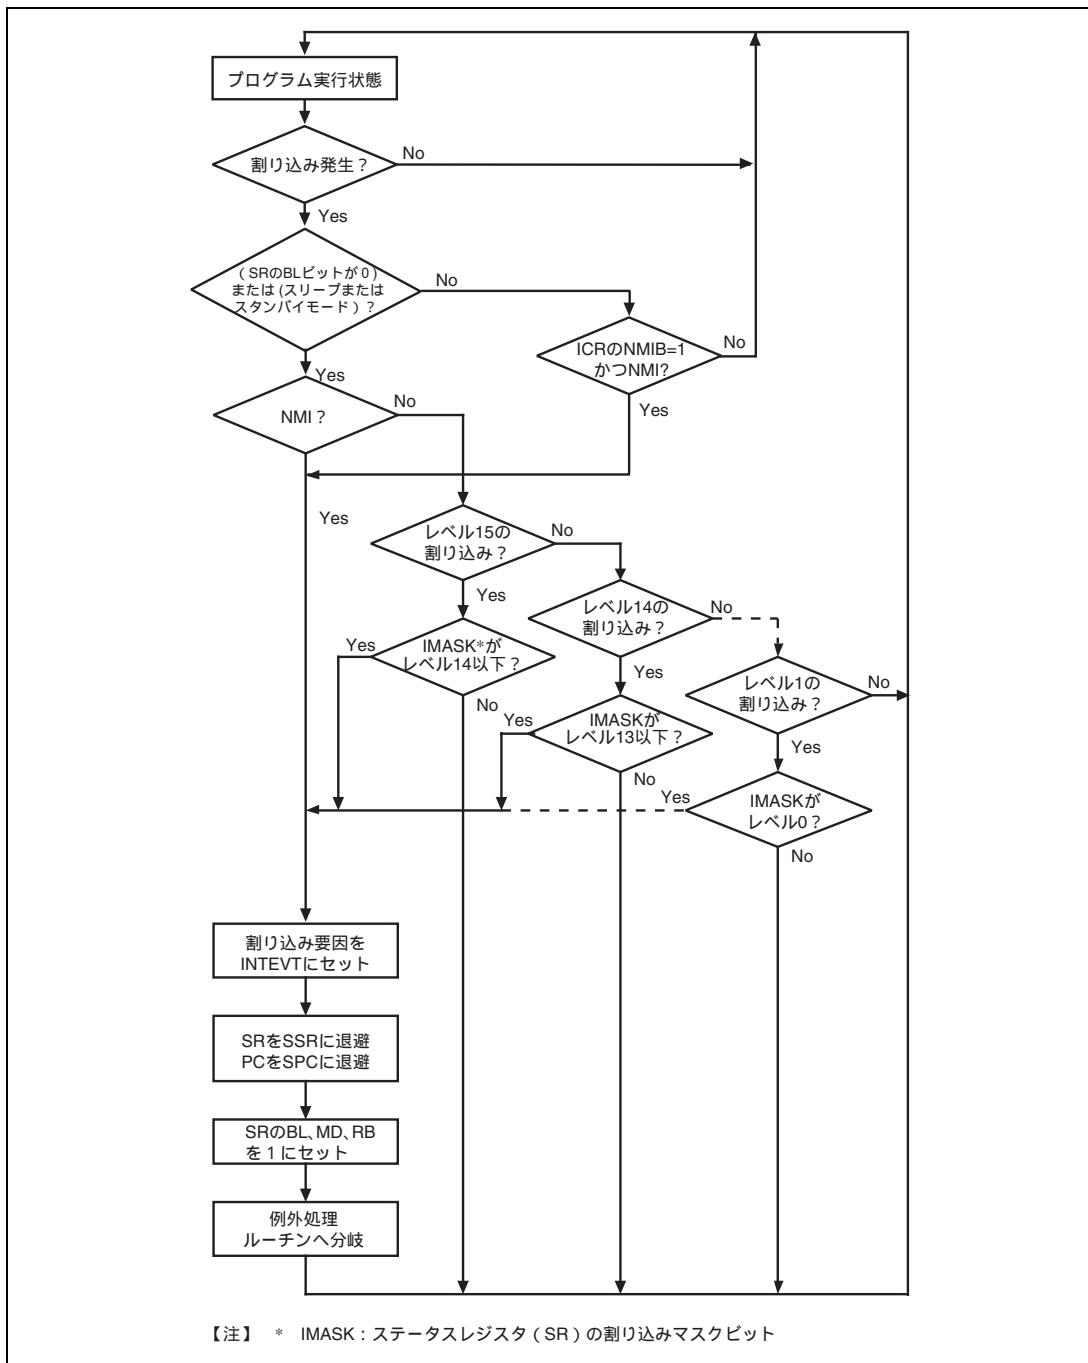 プログラム実行状態
割り込み発生？
No
Yes
（SRのBLビットが0）
または（スリープまたは
スタンバイモード）？
No
ICRのNMIB=1
かつNMI?
No
Yes
Yes
NMI？
No
Yes
レベル15の
割り込み？
No
Yes
レベル14の
割り込み？
No
Yes
IMASK*が
レベル14以下？
Yes
No
レベル1の
割り込み？
No
Yes
IMASKが
レベル13以下？
Yes
No
IMASKが
レベル0？
Yes
No
割り込み要因を
INTEVTにセット
SRをSSRに退避
PCをSPCに退避
SRのBL、MD、RB
を1にセット
例外処理
ルーチンへ分岐
【注】 * IMASK：ステータスレジスタ（SR）の割り込みマスクビット